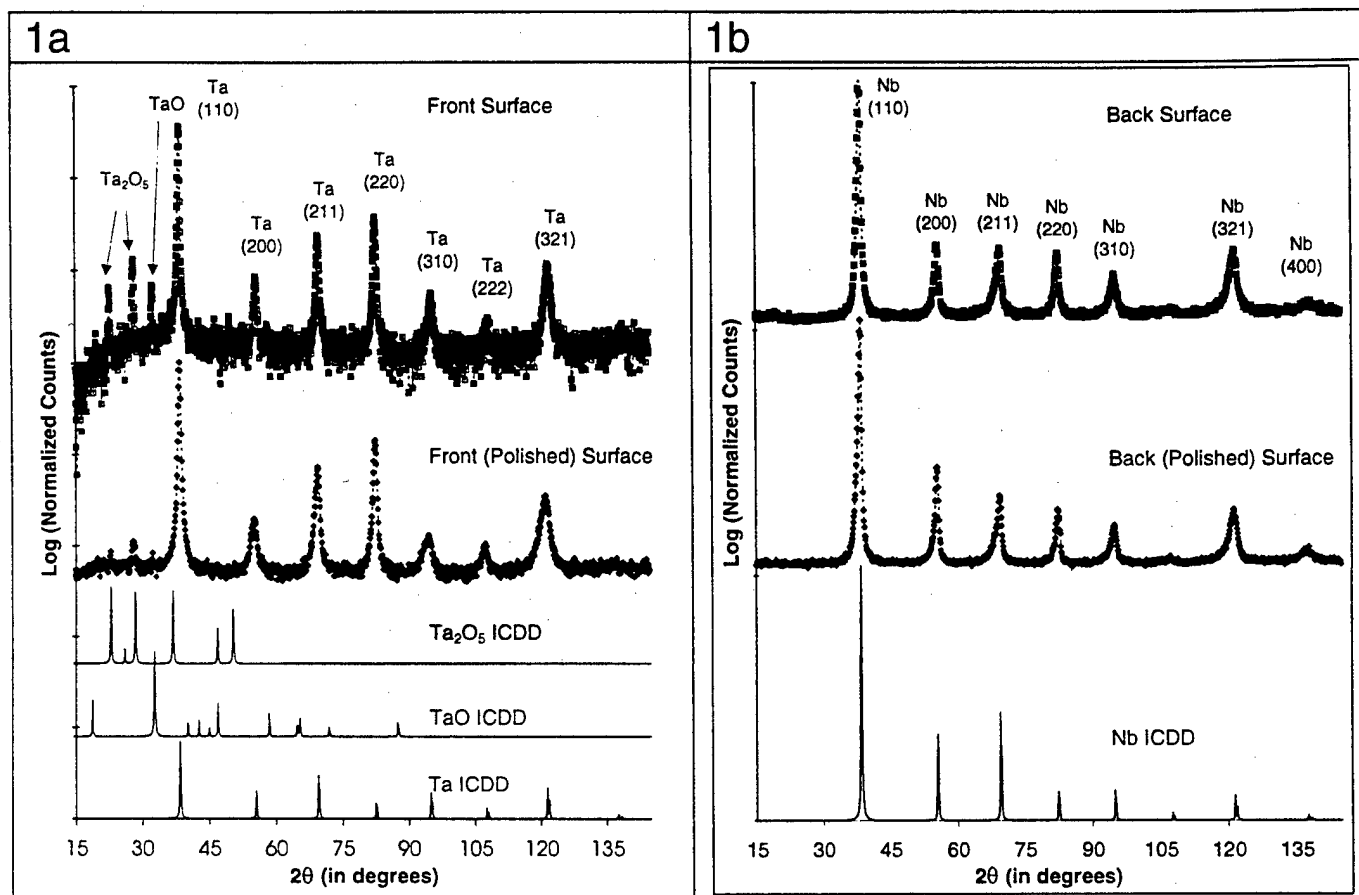 1a
Ta
(110)
TaO
Front Surface
Ta₂O₅
Ta
(200)
Ta
(211)
Ta
(220)
Ta
(310)
Ta
(222)
Ta
(321)
Front (Polished) Surface
Ta₂O₅ ICDD
TaO ICDD
Ta ICDD
Log (Normalized Counts)
15 30 45 60 75 90 105 120 135
2θ (in degrees)
1b
Nb
(110)
Back Surface
Nb
(200)
Nb
(211)
Nb
(220)
Nb
(310)
Nb
(321)
Nb
(400)
Back (Polished) Surface
Nb ICDD
Log (Normalized Counts)
15 30 45 60 75 90 105 120 135
2θ (in degrees)